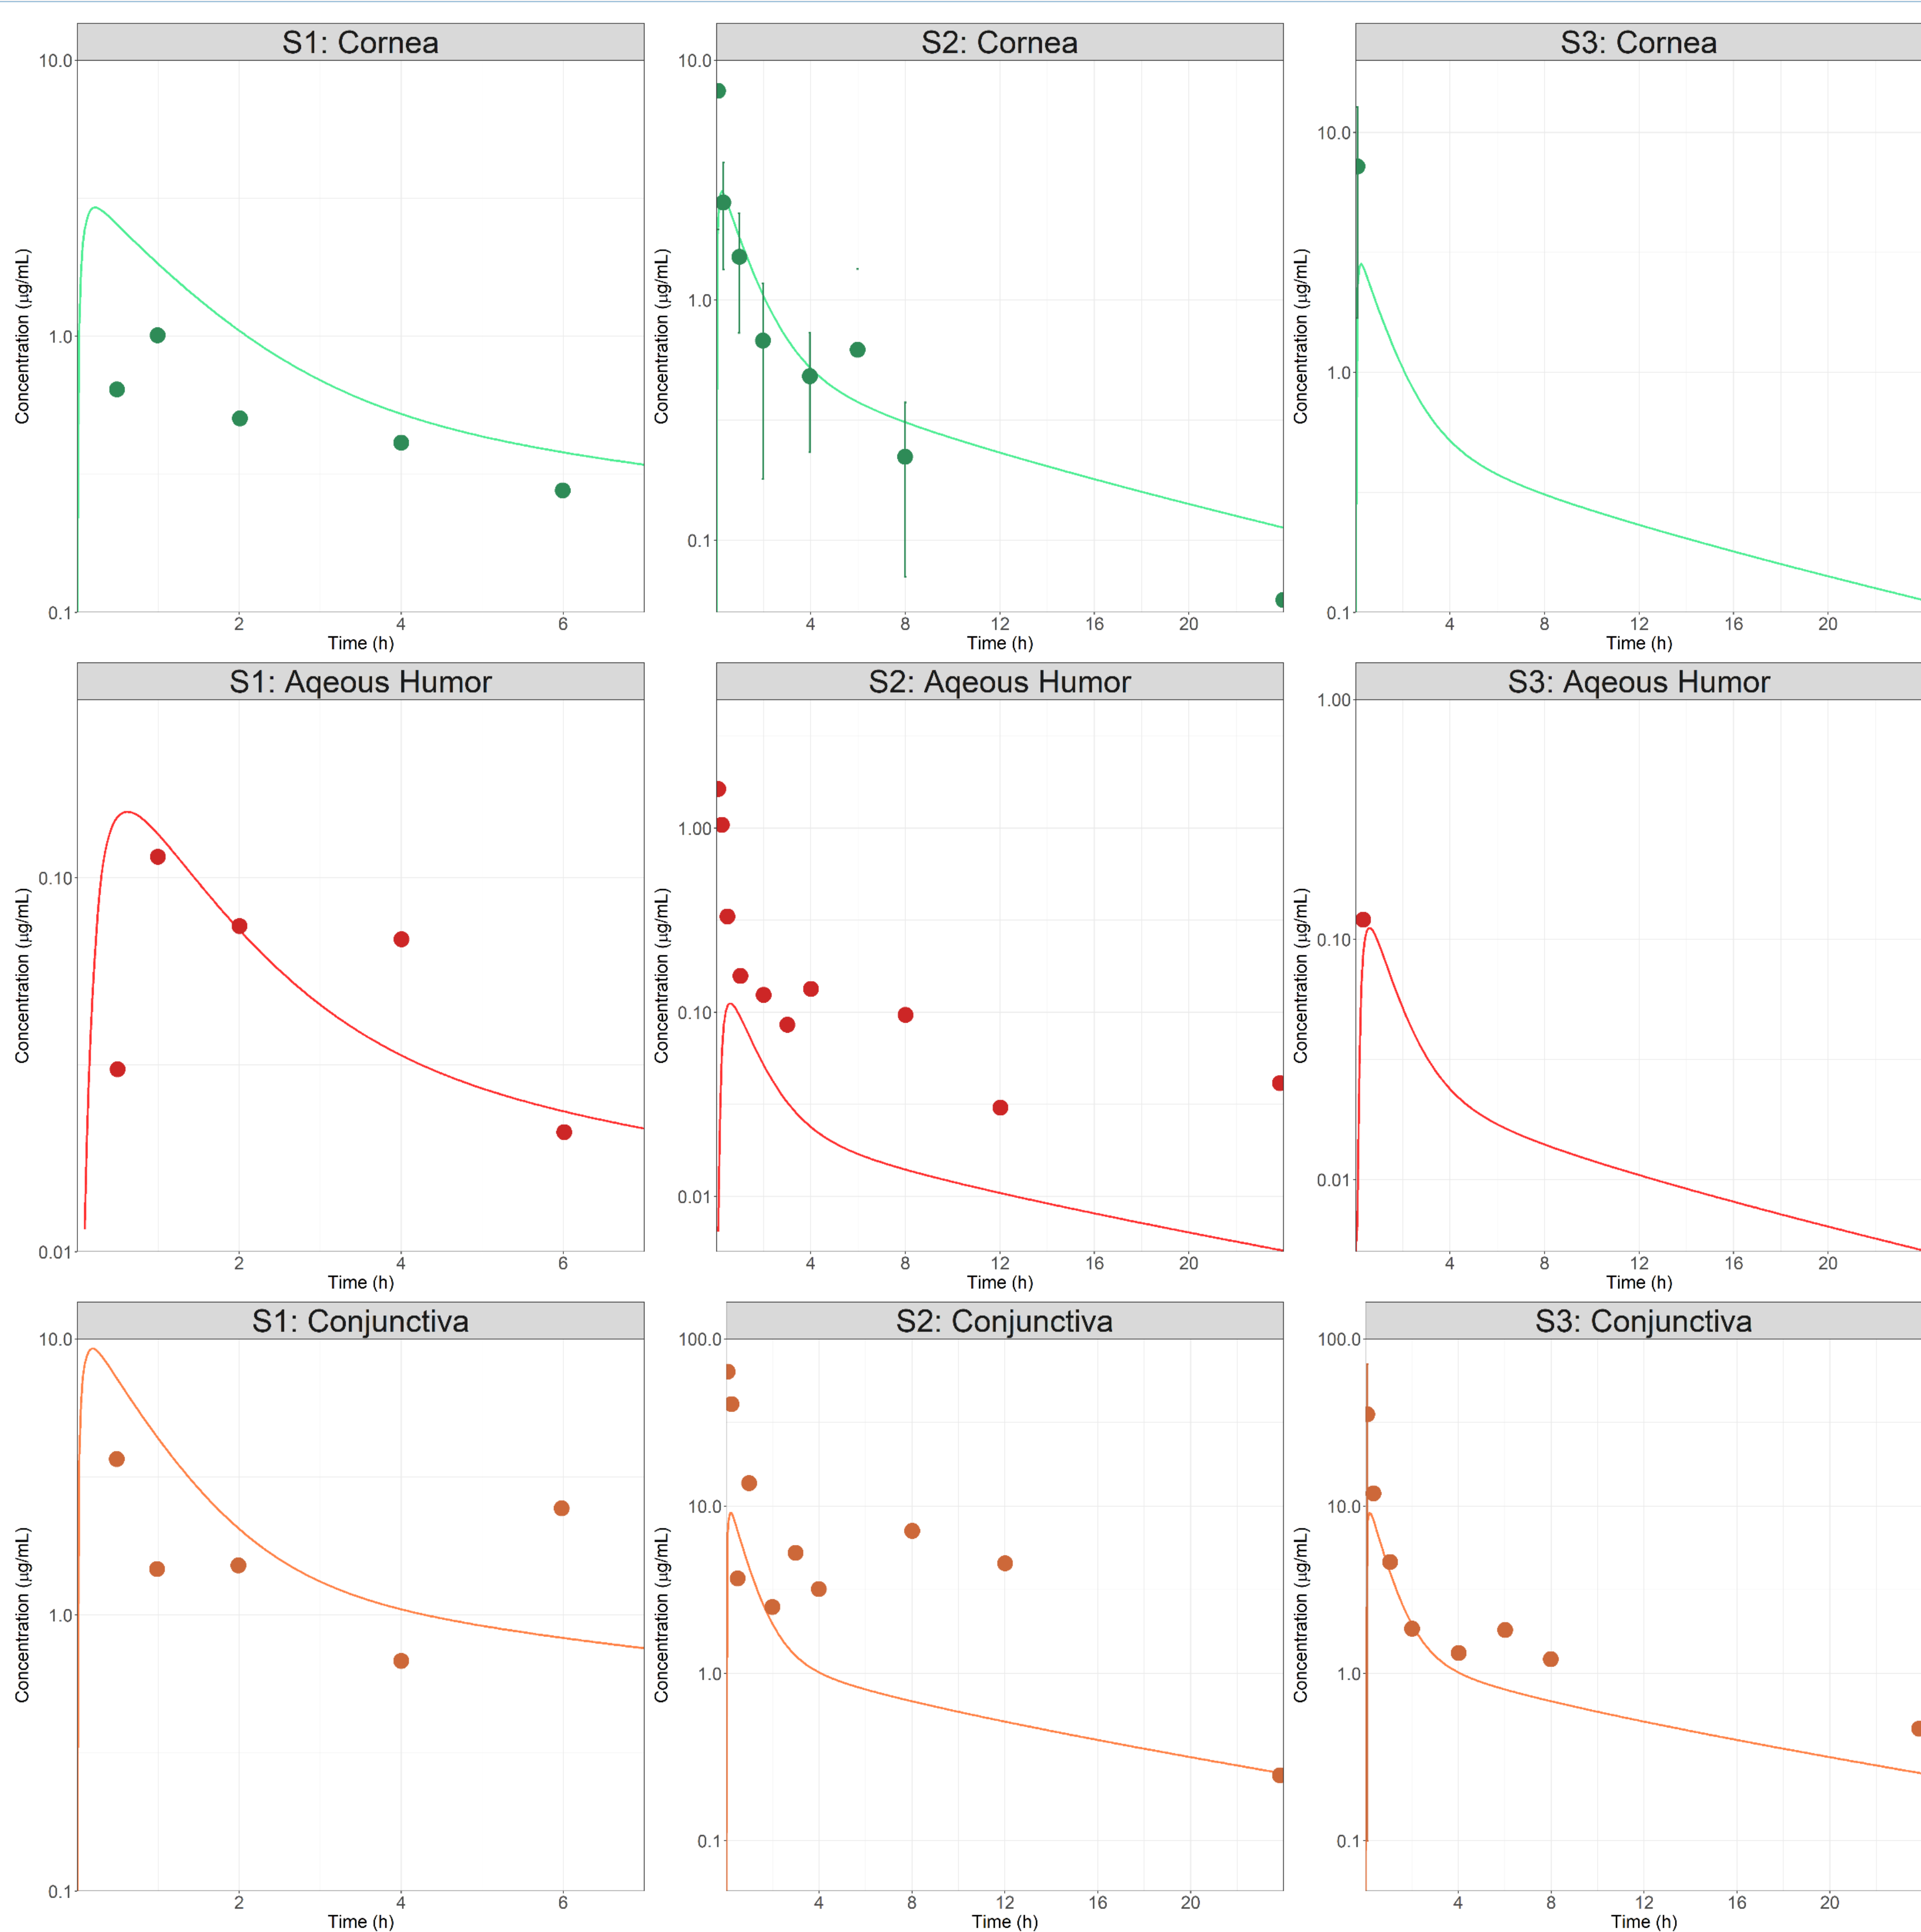 S1: Cornea
10.0
1.0
0.1
Concentration (μg/mL)
2 4 6
Time (h)
S2: Cornea
10.0
1.0
0.1
Concentration (μg/mL)
4 8 12 16 20
Time (h)
S3: Cornea
10.0
1.0
0.1
Concentration (μg/mL)
4 8 12 16 20
Time (h)
S1: Aqeous Humor
0.10
0.01
Concentration (μg/mL)
2 4 6
Time (h)
S2: Aqeous Humor
1.00
0.10
0.01
Concentration (μg/mL)
4 8 12 16 20
Time (h)
S3: Aqeous Humor
1.00
0.10
0.01
Concentration (μg/mL)
4 8 12 16 20
Time (h)
S1: Conjunctiva
10.0
1.0
0.1
Concentration (μg/mL)
2 4 6
Time (h)
S2: Conjunctiva
100.0
10.0
1.0
0.1
Concentration (μg/mL)
4 8 12 16 20
Time (h)
S3: Conjunctiva
100.0
10.0
1.0
0.1
Concentration (μg/mL)
4 8 12 16 20
Time (h)